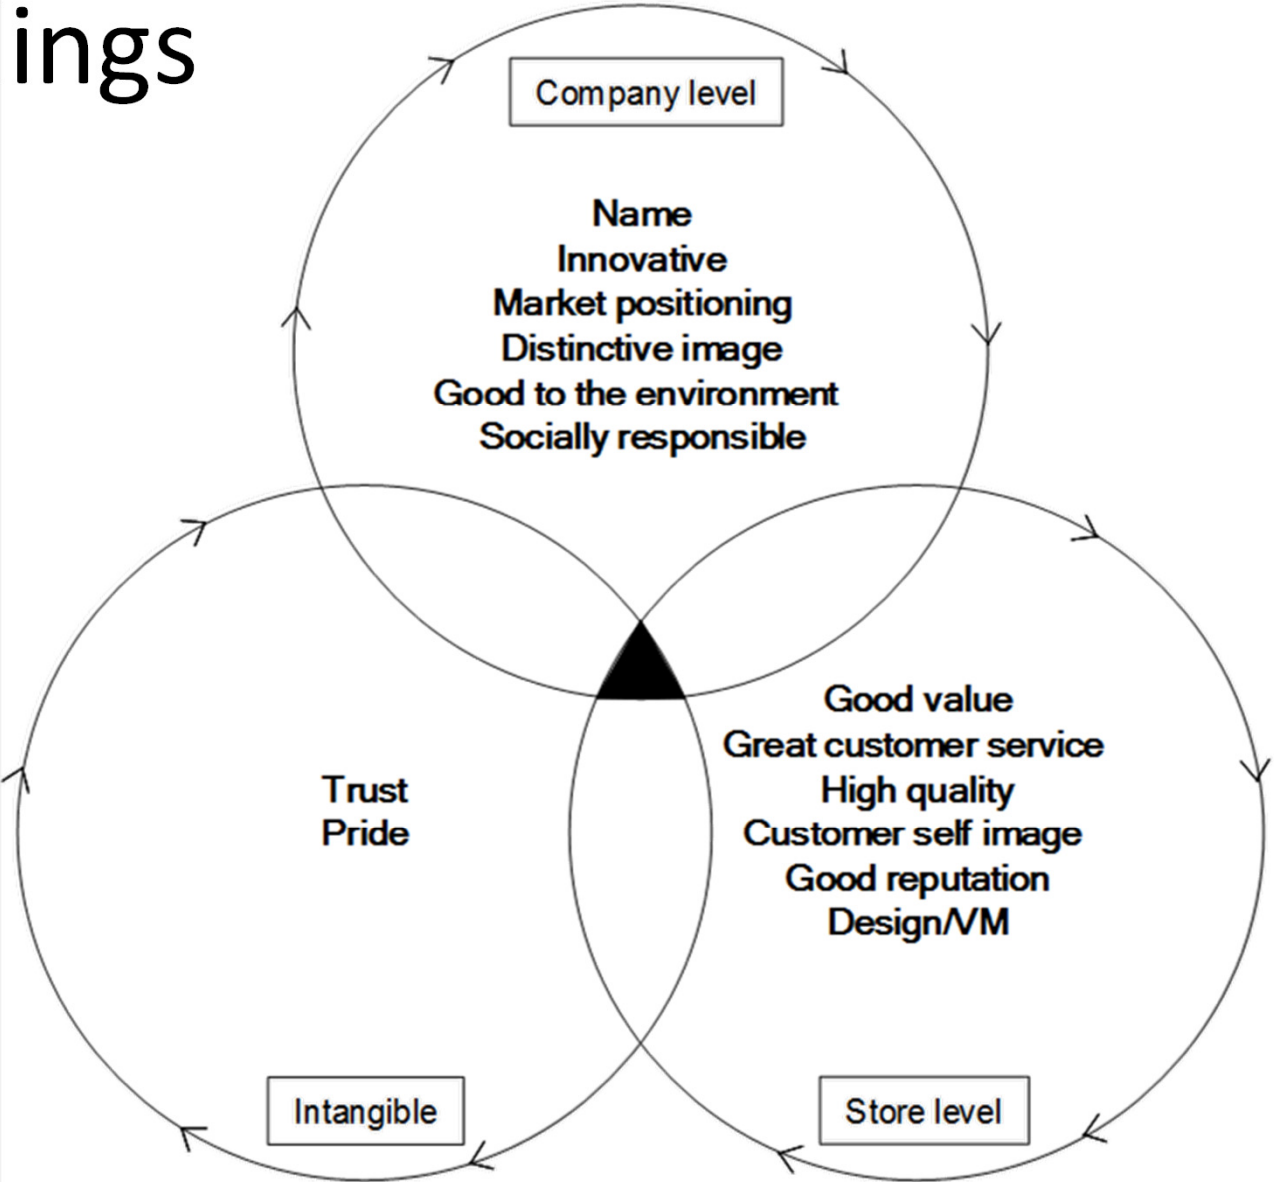 ings
Company level
Name
Innovative
Market positioning
Distinctive image
Good to the environment
Socially responsible
Trust
Pride
Intangible
Good value
Great customer service
High quality
Customer self image
Good reputation
Design/VM
Store level